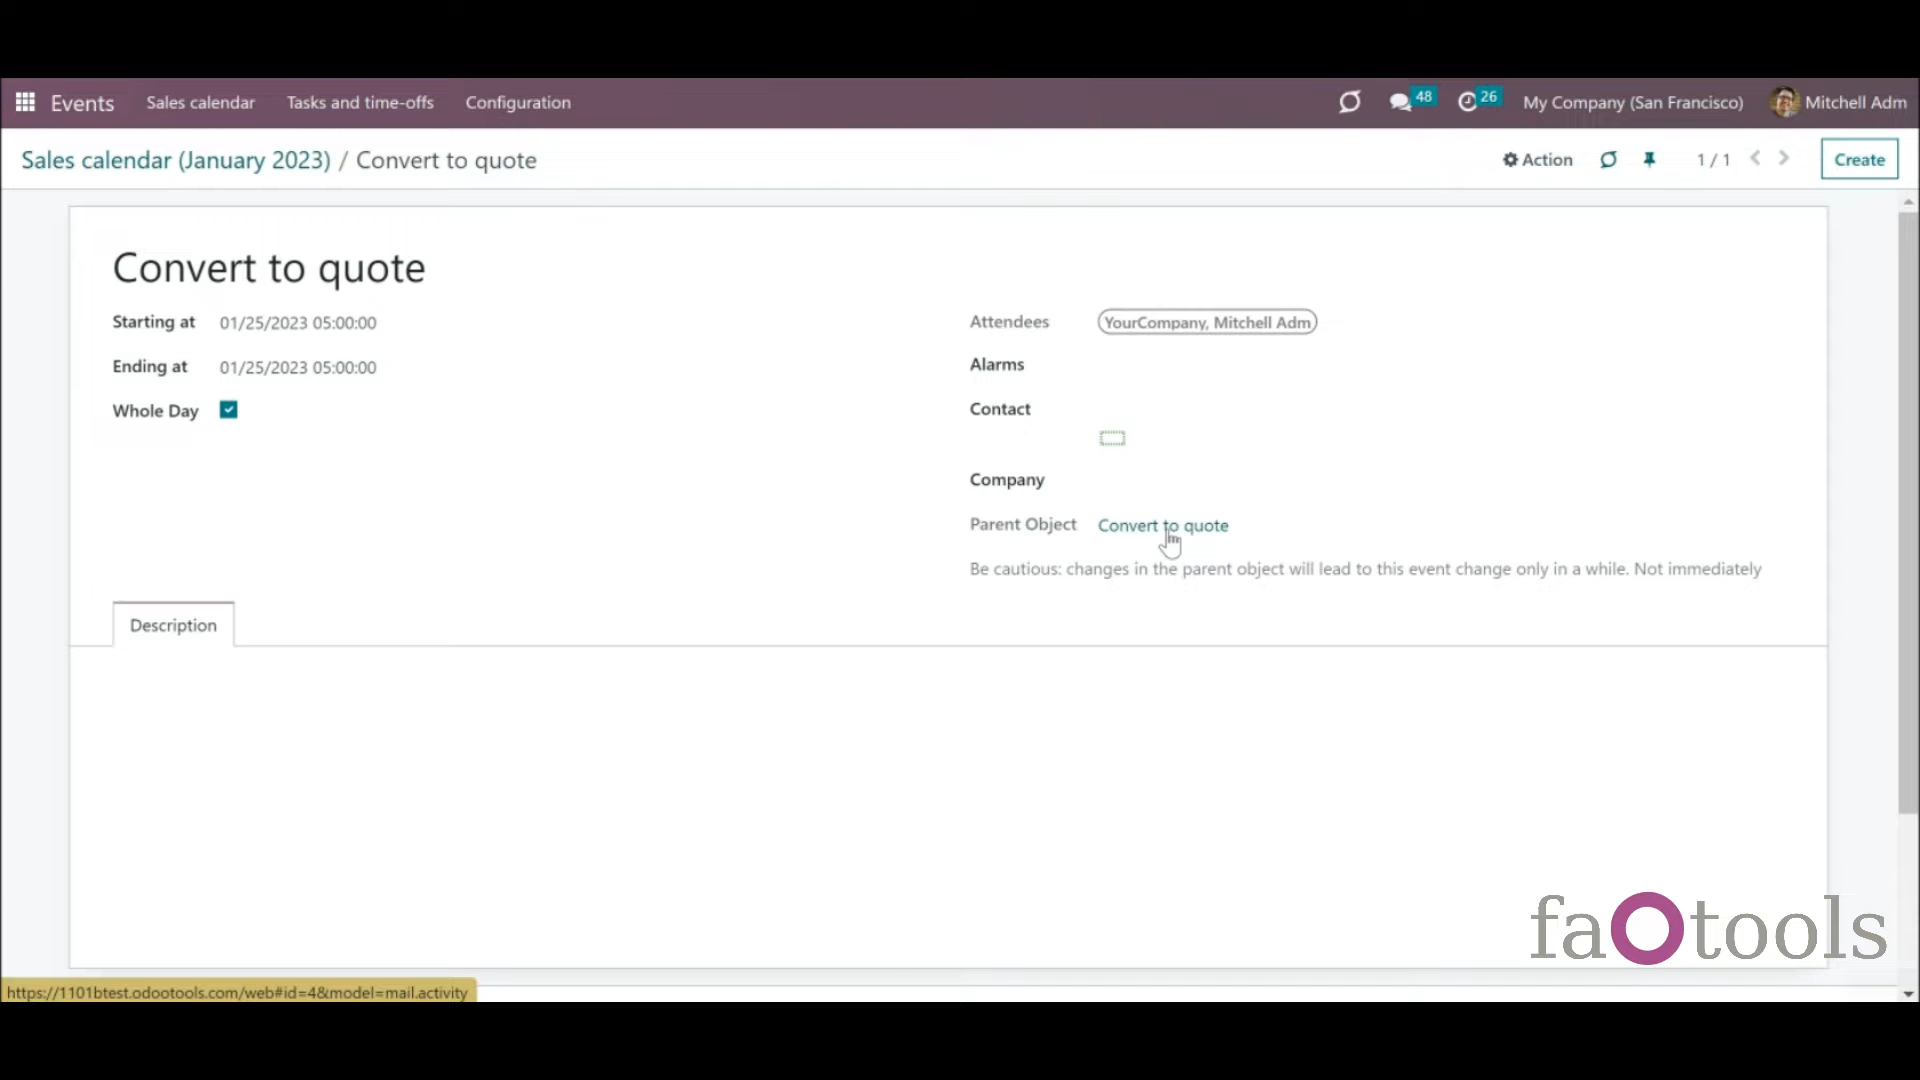 Events Sales calendar Tasks and time-offs Configuration 48 26 My Company (San Francisco) Mitchell Adm
Sales calendar (January 2023) / Convert to quote Action 1 / 1 Create
Convert to quote
Starting at 01/25/2023 05:00:00 Attendees YourCompany, Mitchell Adm
Ending at 01/25/2023 05:00:00 Alarms
Whole Day Contact
Company
Parent Object Convert to quote
Be cautious: changes in the parent object will lead to this event change only in a while. Not immediately
Description
faOtools
https://1101btest.odootools.com/web#id=4&model=mail.activity